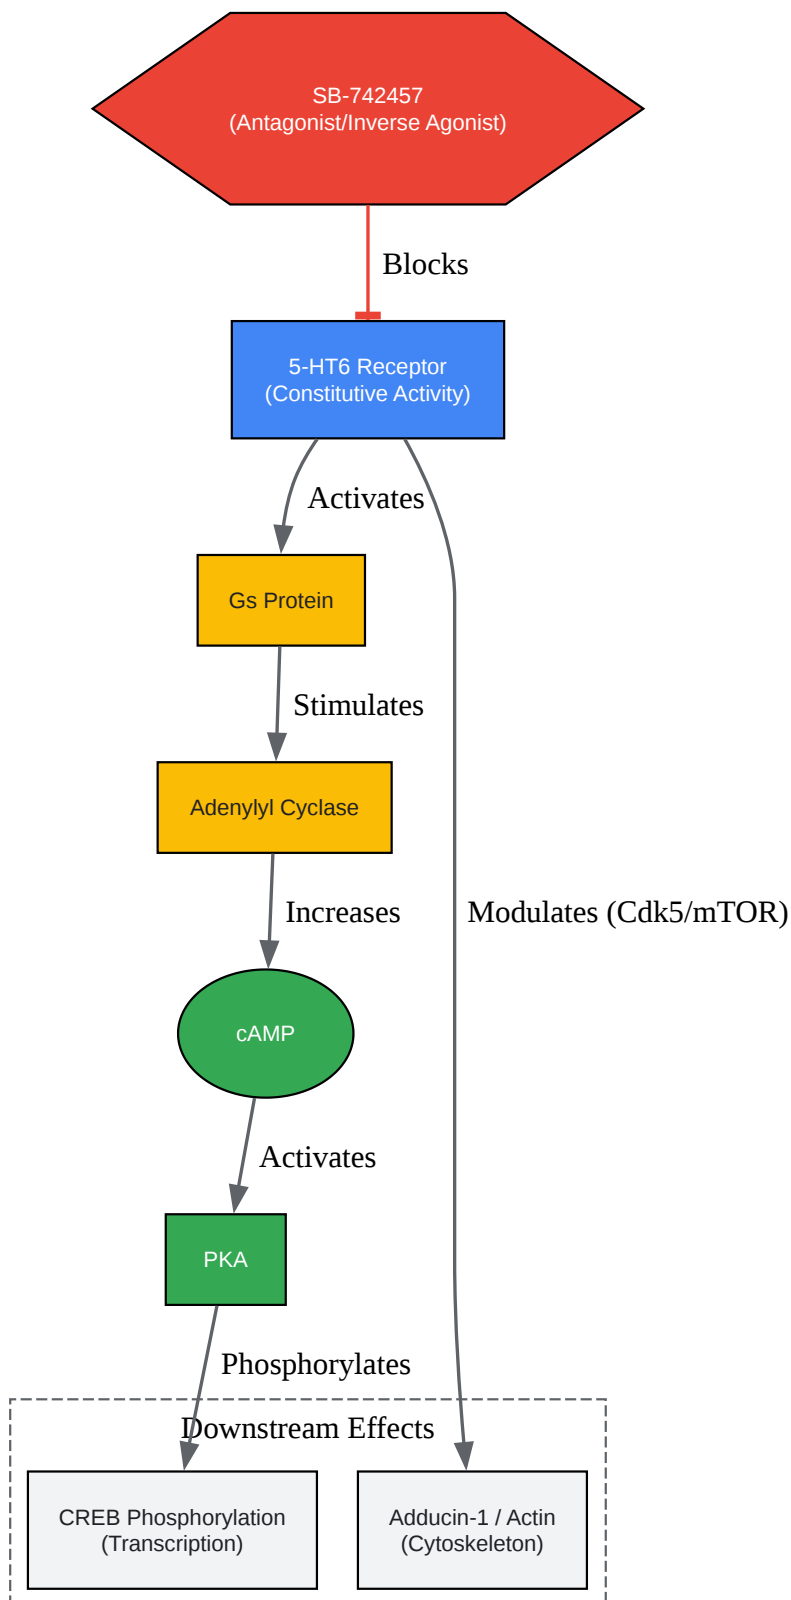 SB-742457
(Antagonist/Inverse Agonist)
Blocks
5-HT6 Receptor
(Constitutive Activity)
Activates
Gs Protein
Stimulates
Adenylyl Cyclase
Increases
Modulates (Cdk5/mTOR)
cAMP
Activates
PKA
Phosphorylates
Downstream Effects
CREB Phosphorylation
(Transcription)
Adducin-1 / Actin
(Cytoskeleton)